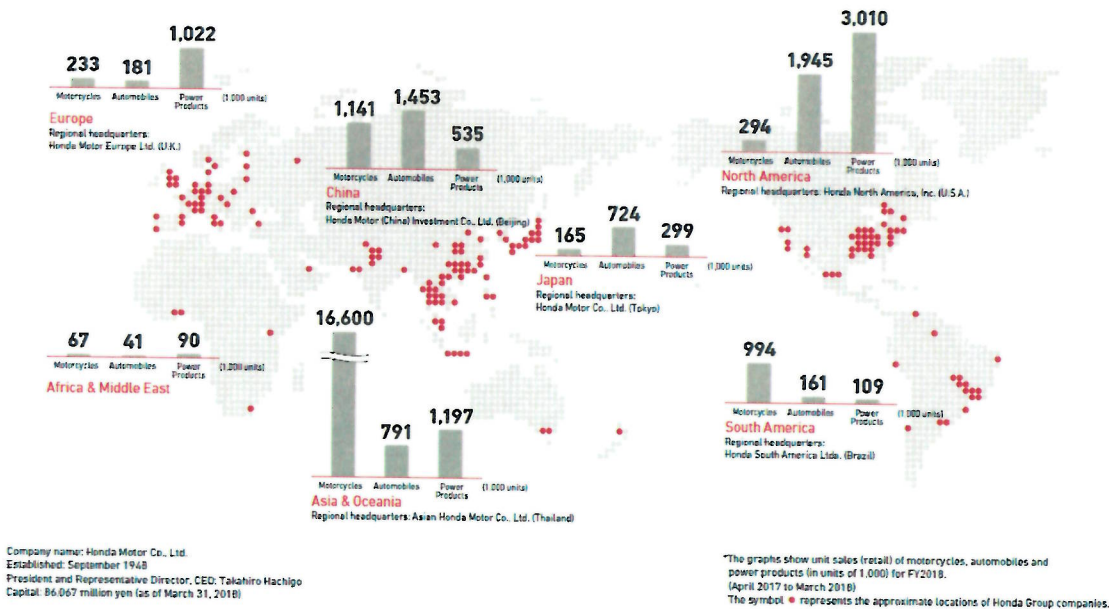 1,022
233
181
Motorcycles
Automobiles
Power
Products
(1,000 units)
Europe
Regional headquarters:
Honda Motor Europe Ltd. (U.K.)
1,141
1,453
535
Motorcycles
Automobiles
Power
Products
(1,000 units)
China
Regional headquarters:
Honda Motor (China) Investment Co., Ltd. (Beijing)
3,010
1,945
294
Motorcycles
Automobiles
Power
Products
(1,000 units)
North America
Regional headquarters: Honda North America, Inc. (U.S.A.)
165
724
299
Motorcycles
Automobiles
Power
Products
(1,000 units)
Japan
Regional headquarters:
Honda Motor Co., Ltd. (Tokyo)
67
41
90
Motorcycles
Automobiles
Power
Products
(1,000 units)
Africa & Middle East
16,600
791
1,197
Motorcycles
Automobiles
Power
Products
(1,000 units)
Asia & Oceania
Regional headquarters: Asian Honda Motor Co., Ltd. (Thailand)
994
161
109
Motorcycles
Automobiles
Power
Products
(1,000 units)
South America
Regional headquarters:
Honda South America Ltda. (Brazil)
Company name: Honda Motor Co., Ltd.
Established: September 1948
President and Representative Director, CEO: Takahiro Hachigo
Capital: 86,067 million yen (as of March 31, 2018)
*The graphs show unit sales (retail) of motorcycles, automobiles and
power products (in units of 1,000) for FY2018.
(April 2017 to March 2018)
The symbol ● represents the approximate locations of Honda Group companies.